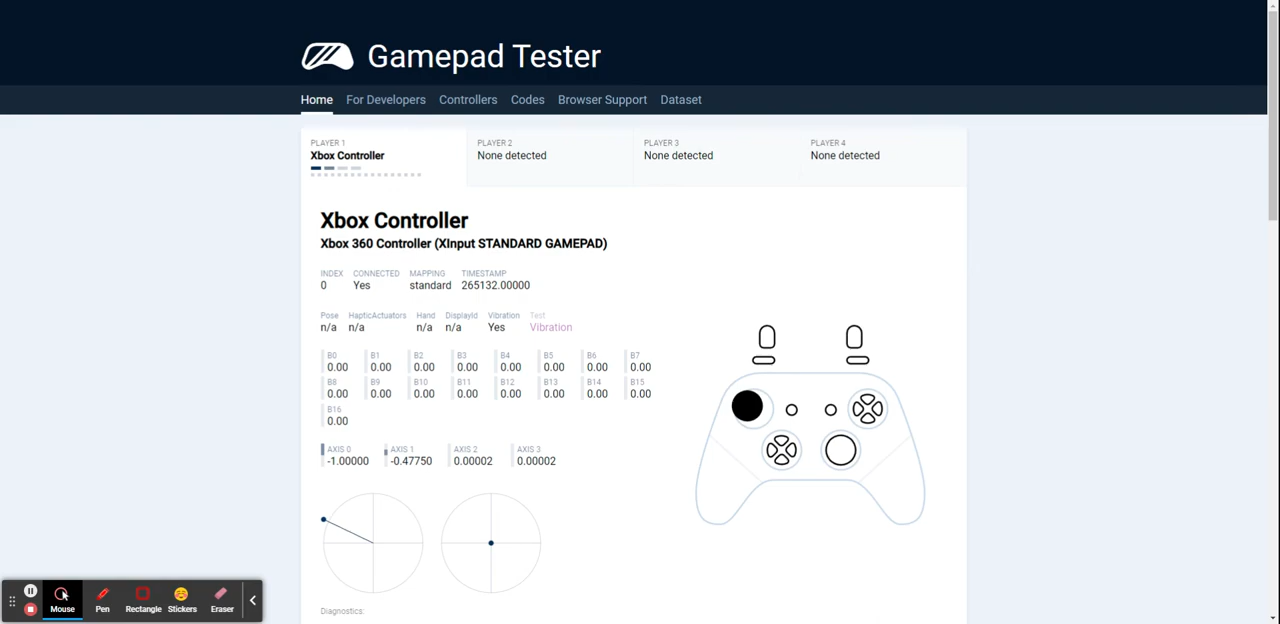 Gamepad Tester
Home For Developers Controllers Codes Browser Support Dataset
PLAYER 1 PLAYER 2 PLAYER 3 PLAYER 4
Xbox Controller None detected None detected None detected
Xbox Controller
Xbox 360 Controller (XInput STANDARD GAMEPAD)
INDEX CONNECTED MAPPING TIMESTAMP
0 Yes standard 265132.00000
Pose HapticActuators Hand DisplayId Vibration Test
n/a n/a n/a n/a Yes Vibration
B0 B1 B2 B3 B4 B5 B6 B7
0.00 0.00 0.00 0.00 0.00 0.00 0.00 0.00
B8 B9 B10 B11 B12 B13 B14 B15
0.00 0.00 0.00 0.00 0.00 0.00 0.00 0.00
B16
0.00
AXIS 0 AXIS 1 AXIS 2 AXIS 3
-1.00000 -0.47750 0.00002 0.00002
Diagnostics:
Mouse Pen Rectangle Stickers Eraser